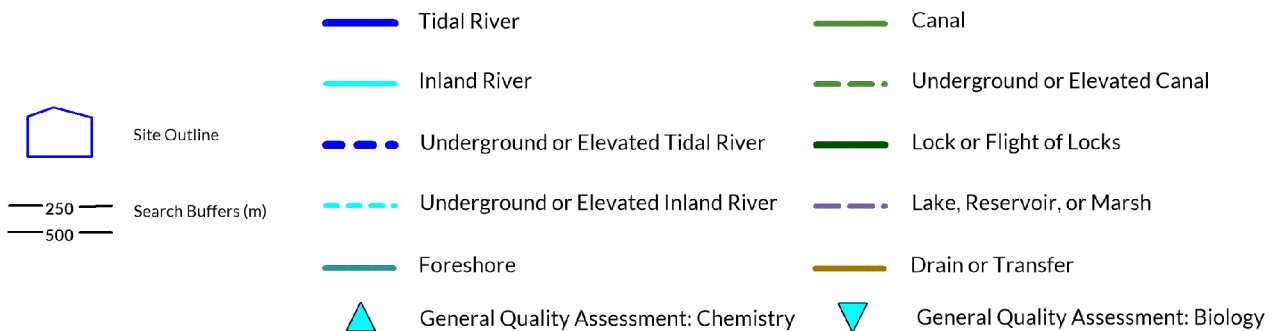 Tidal River
Canal
Inland River
Underground or Elevated Canal
Site Outline
Underground or Elevated Tidal River
Lock or Flight of Locks
250
500
Search Buffers (m)
Underground or Elevated Inland River
Lake, Reservoir, or Marsh
Foreshore
Drain or Transfer
General Quality Assessment: Chemistry
General Quality Assessment: Biology